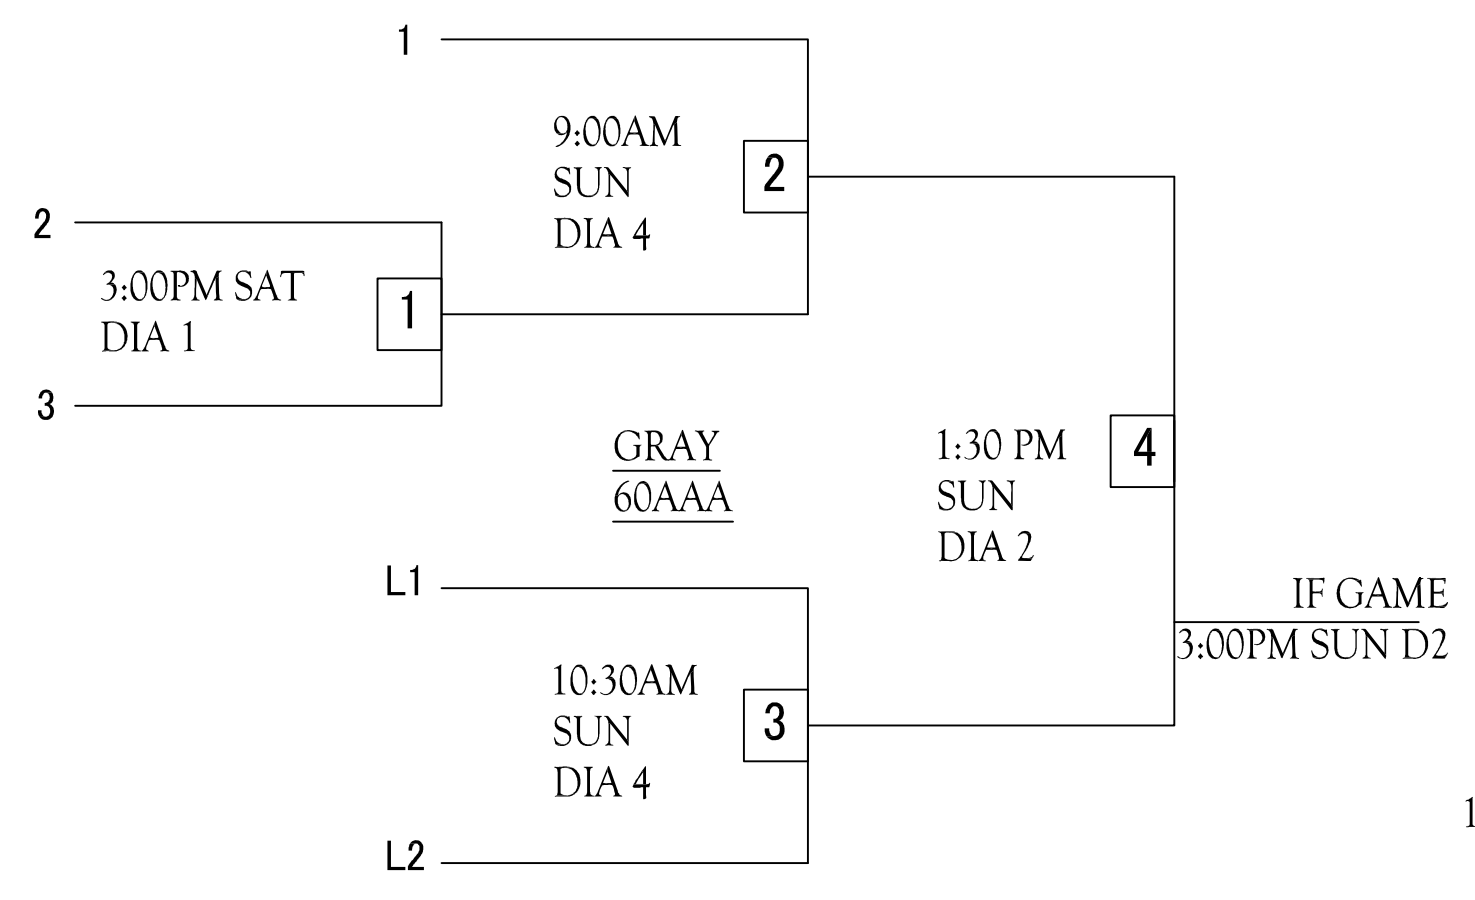 1
9:00AM
SUN
DIA 4
2
2
3:00PM SAT
DIA 1
1
3
GRAY
60AAA
1:30 PM
SUN
DIA 2
4
L1
IF GAME
3:00PM SUN D2
10:30AM
SUN
DIA 4
3
L2
1